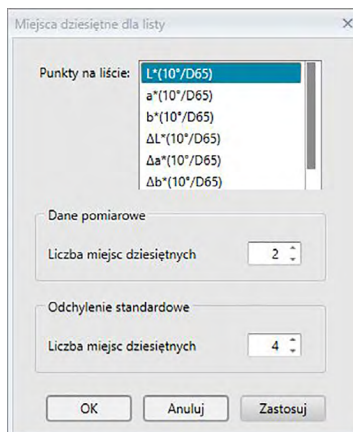 Miejsca dziesiętne dla listy
Punkty na liście:
L*(10°/D65)
a*(10°/D65)
b*(10°/D65)
ΔL*(10°/D65)
Δa*(10°/D65)
Δb*(10°/D65)
Dane pomiarowe
Liczba miejsc dziesiętnych 2
Odchylenie standardowe
Liczba miejsc dziesiętnych 4
OK Anuluj Zastosuj